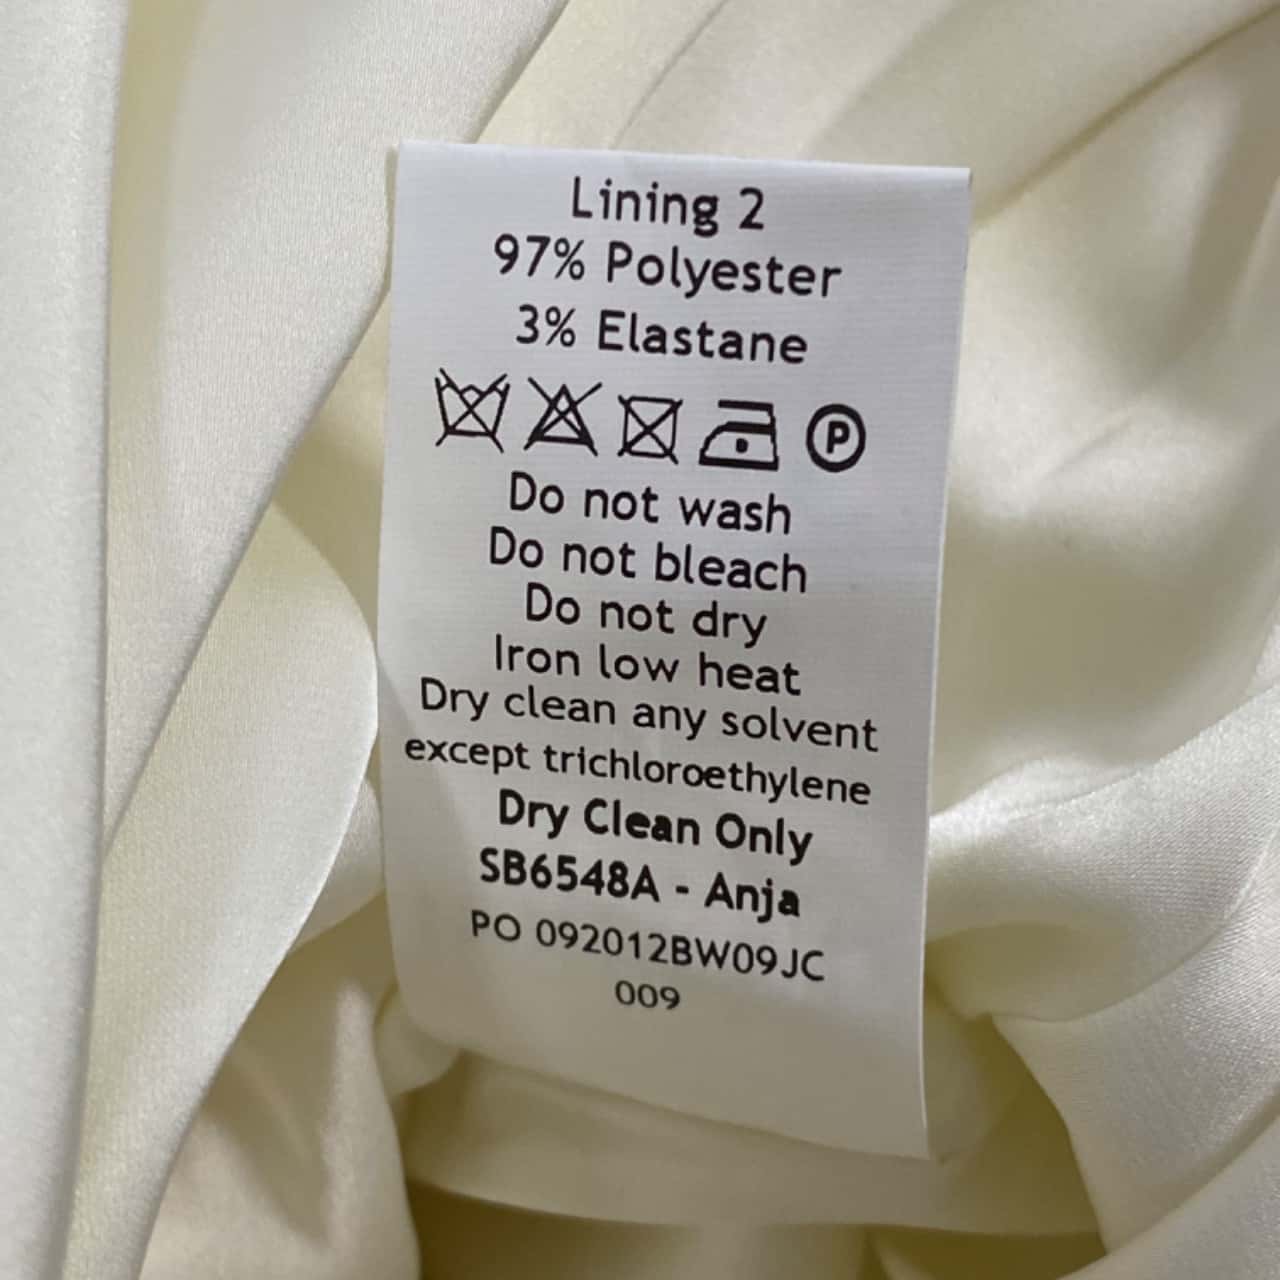 Lining 2
97% Polyester
3% Elastane
P
Do not wash
Do not bleach
Do not dry
Iron low heat
Dry clean any solvent
except trichloroethylene
Dry Clean Only
SB6548A - Anja
PO 092012BW09JC
009